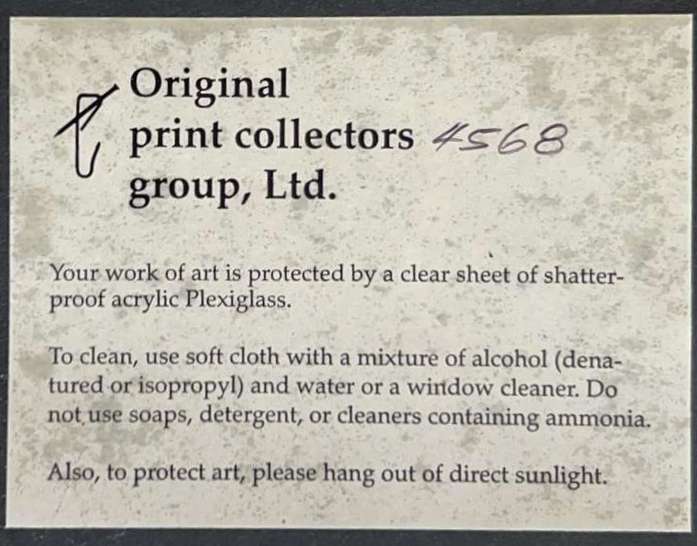 Original
print collectors 4568
group, Ltd.
Your work of art is protected by a clear sheet of shatter-
proof acrylic Plexiglass.
To clean, use soft cloth with a mixture of alcohol (dena-
tured or isopropyl) and water or a window cleaner. Do
not use soaps, detergent, or cleaners containing ammonia.
Also, to protect art, please hang out of direct sunlight.